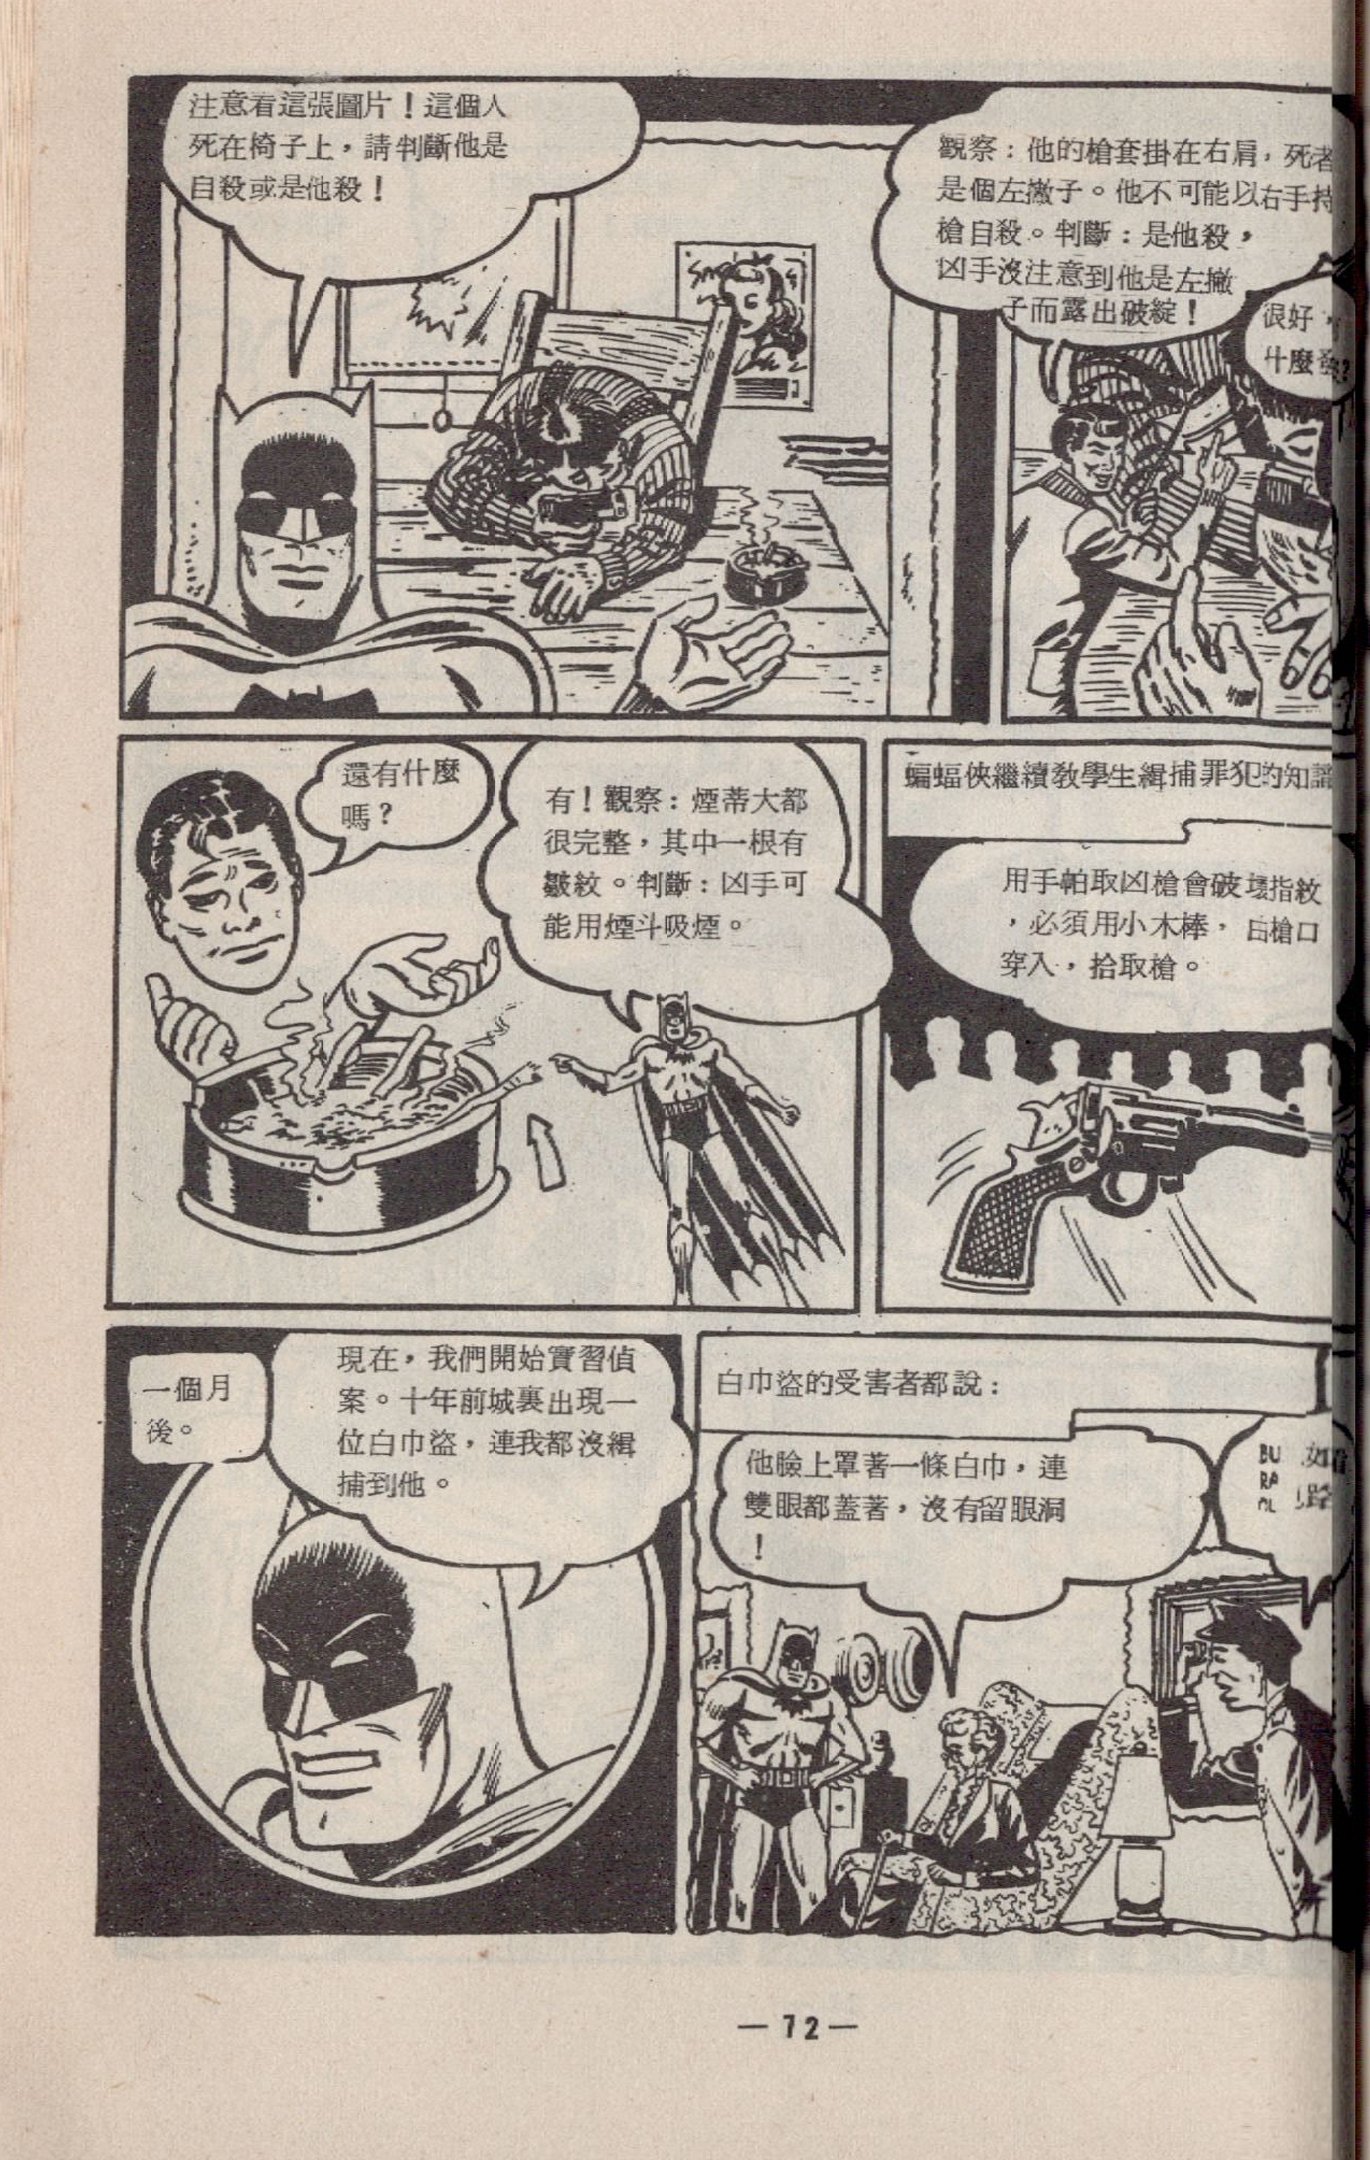 注意看這張圖片！這個人
死在椅子上，請判斷他是
自殺或是他殺！
觀察：他的槍套掛在右肩，死者
是個左撇子。他不可能以右手持
槍自殺。判斷：是他殺，
凶手沒注意到他是左撇
子而露出破綻！
很好，
什麼
還有什麼
嗎？
有！觀察：煙蒂大都
很完整，其中一根有
皺紋。判斷：凶手可
能用煙斗吸煙。
蝙蝠俠繼續敎學生緝捕罪犯的知識
用手帕取凶槍會破壞指紋
，必須用小木棒，由槍口
穿入，拾取槍。
一個月
後。
現在，我們開始實習偵
案。十年前城裏出現一
位白巾盜，連我都沒緝
捕到他。
白巾盜的受害者都說：
他臉上罩著一條白巾，連
雙眼都蓋著，沒有留眼洞
！
BU
RA
－72－